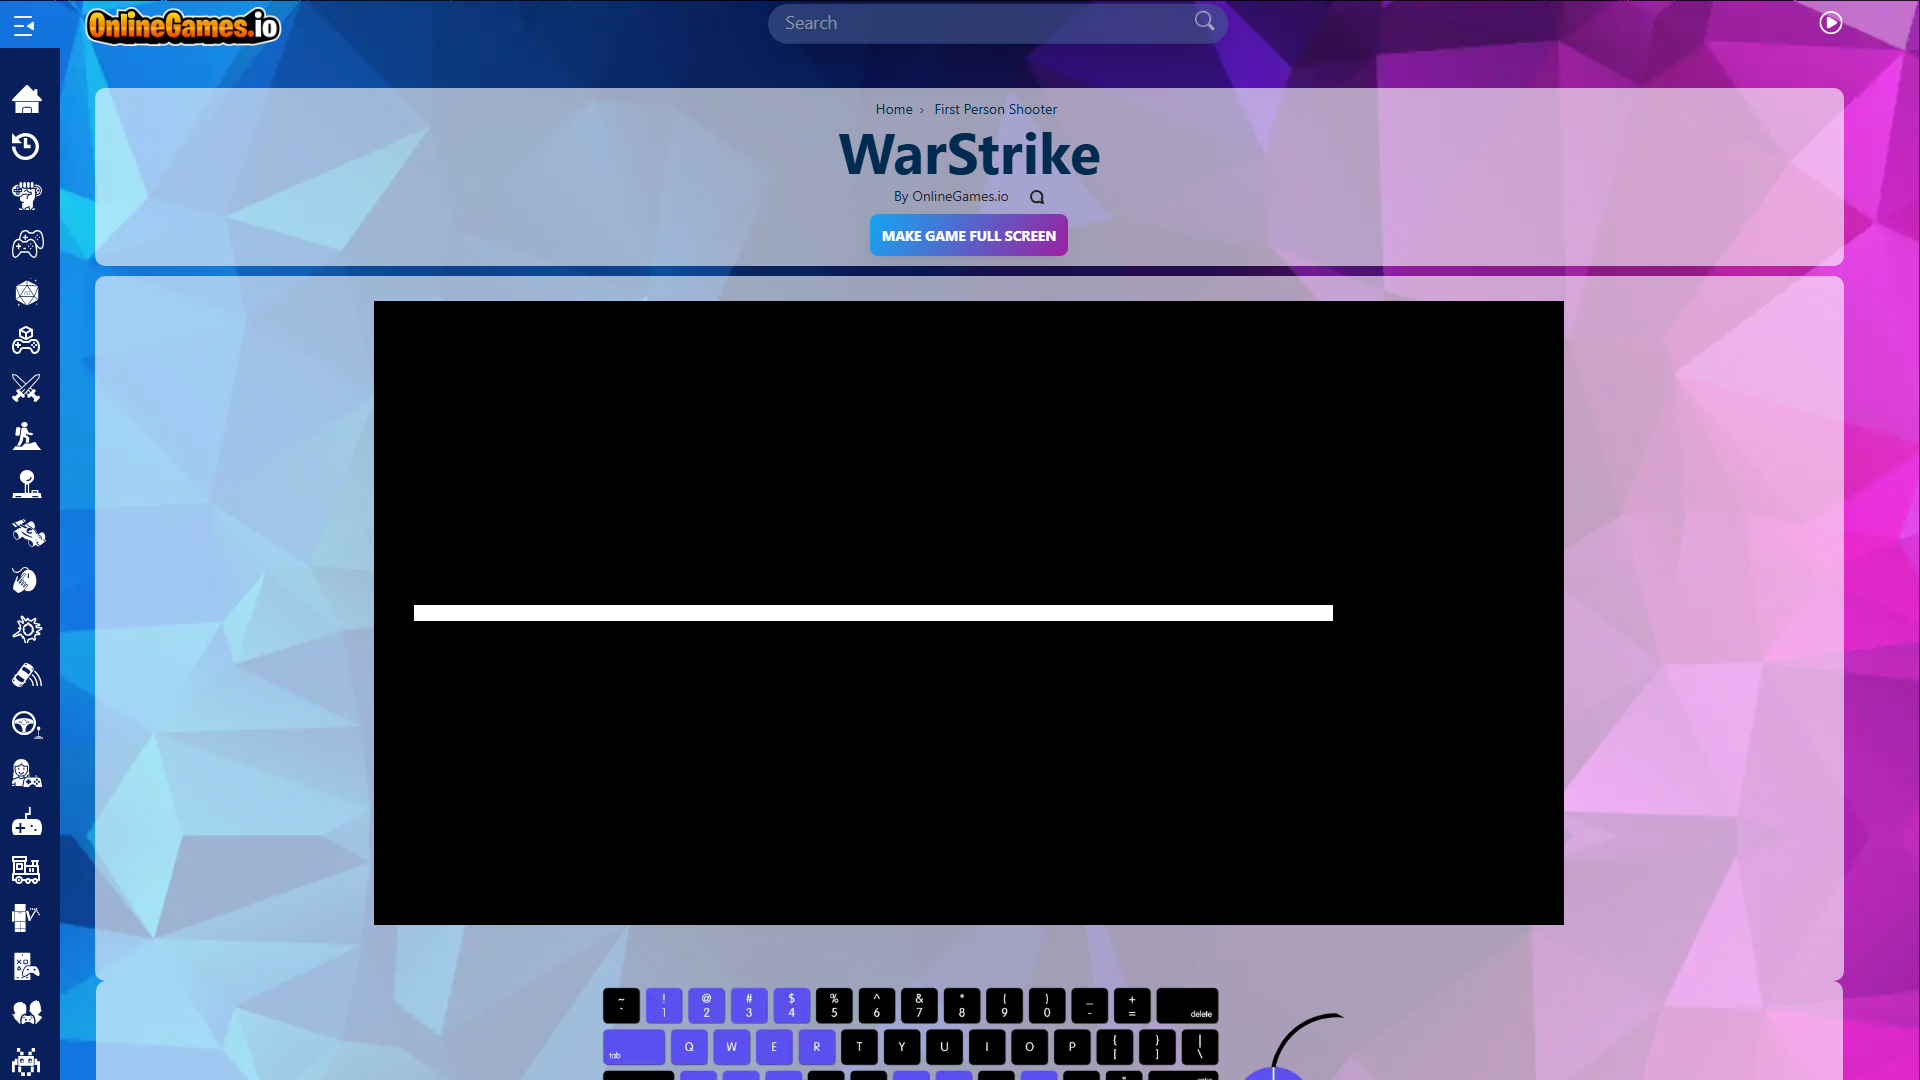 OnlineGames.io
Search
Home › First Person Shooter
WarStrike
By OnlineGames.io
MAKE GAME FULL SCREEN
~ ! @ # $ % ^ & * ( ) _ +
` 1 2 3 4 5 6 7 8 9 0 - = delete
tab Q W E R T Y U I O P { [ } ] | \